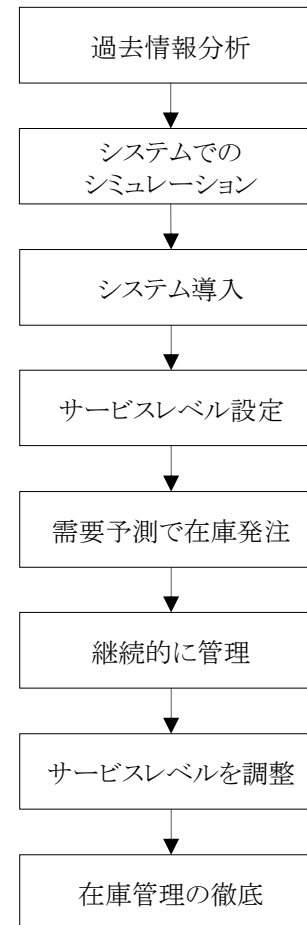 過去情報分析
システムでの
シミュレーション
システム導入
サービスレベル設定
需要予測で在庫発注
継続的に管理
サービスレベルを調整
在庫管理の徹底